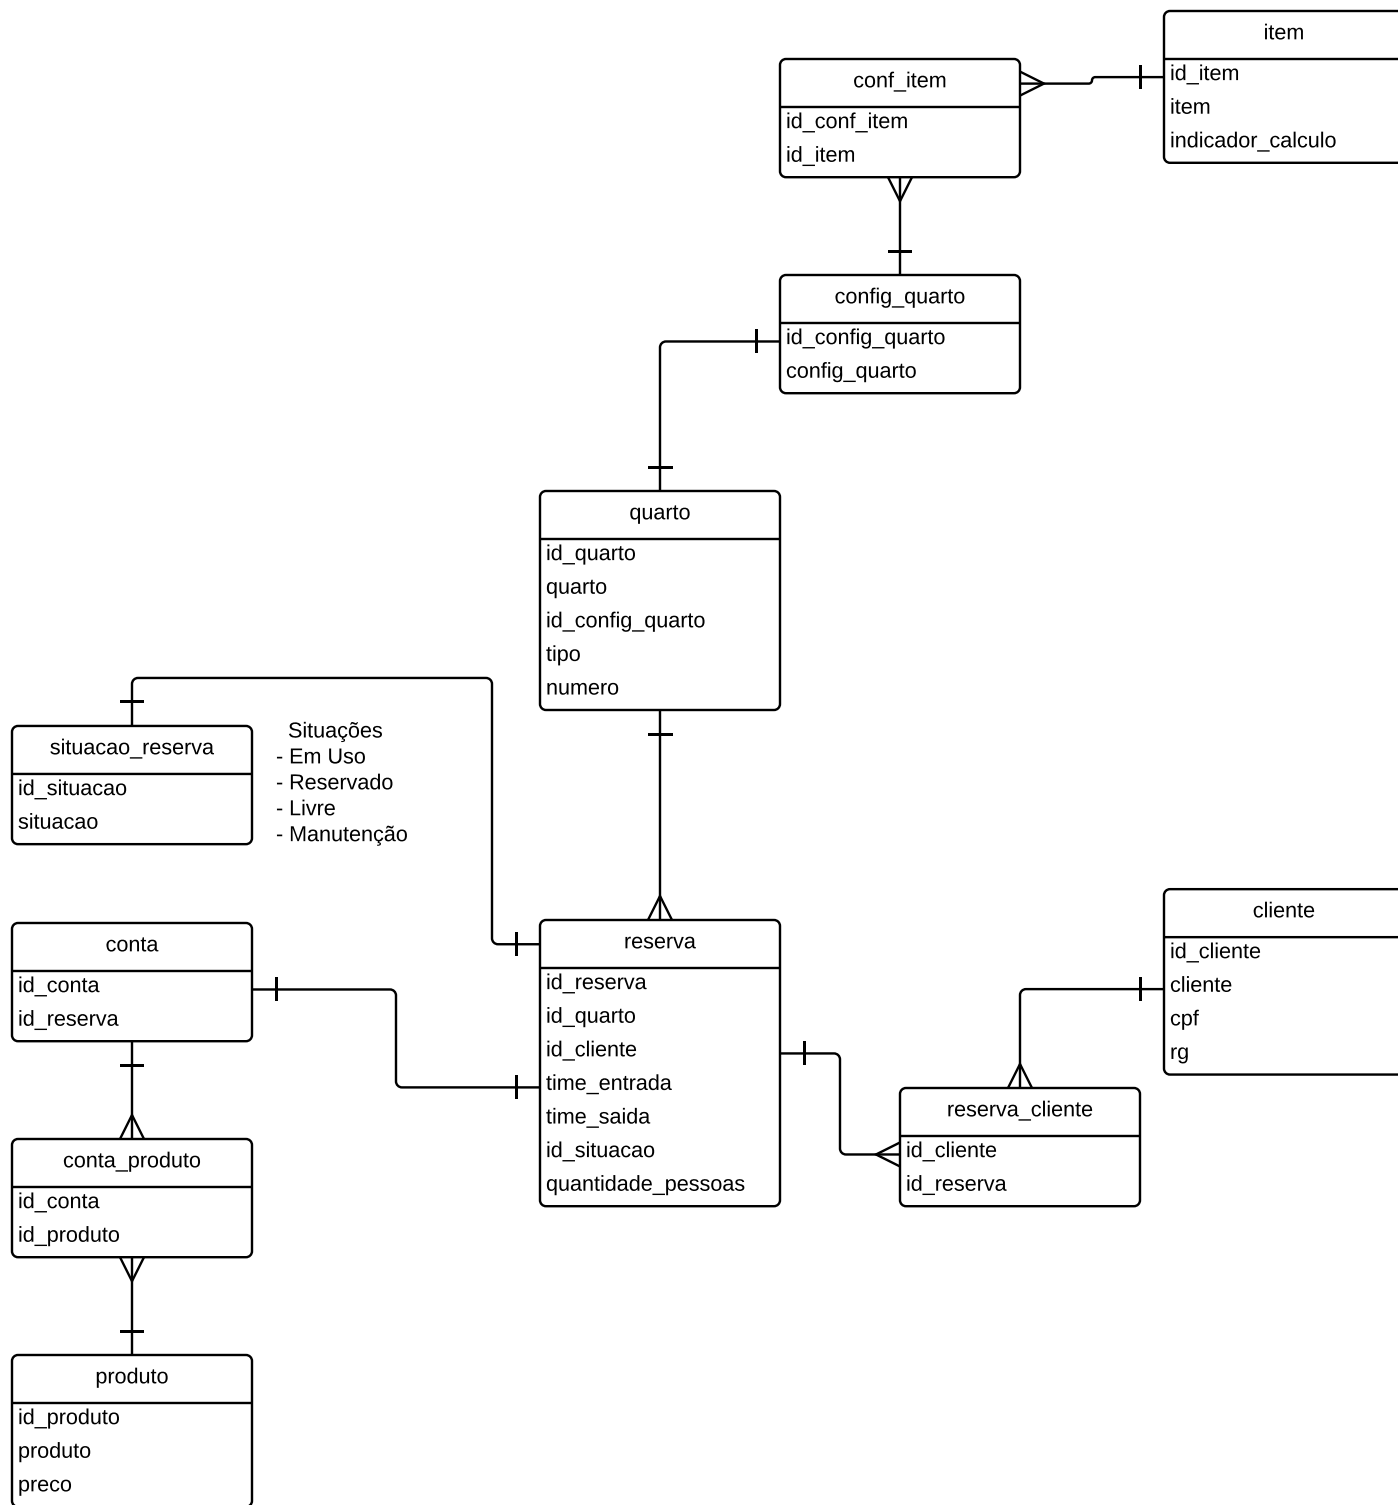 item
id_item
item
indicador_calculo
conf_item
id_conf_item
id_item
config_quarto
id_config_quarto
config_quarto
quarto
id_quarto
quarto
id_config_quarto
tipo
numero
situacao_reserva
id_situacao
situacao
Situações
- Em Uso
- Reservado
- Livre
- Manutenção
conta
id_conta
id_reserva
reserva
id_reserva
id_quarto
id_cliente
time_entrada
time_saida
id_situacao
quantidade_pessoas
cliente
id_cliente
cliente
cpf
rg
reserva_cliente
id_cliente
id_reserva
conta_produto
id_conta
id_produto
produto
id_produto
produto
preco